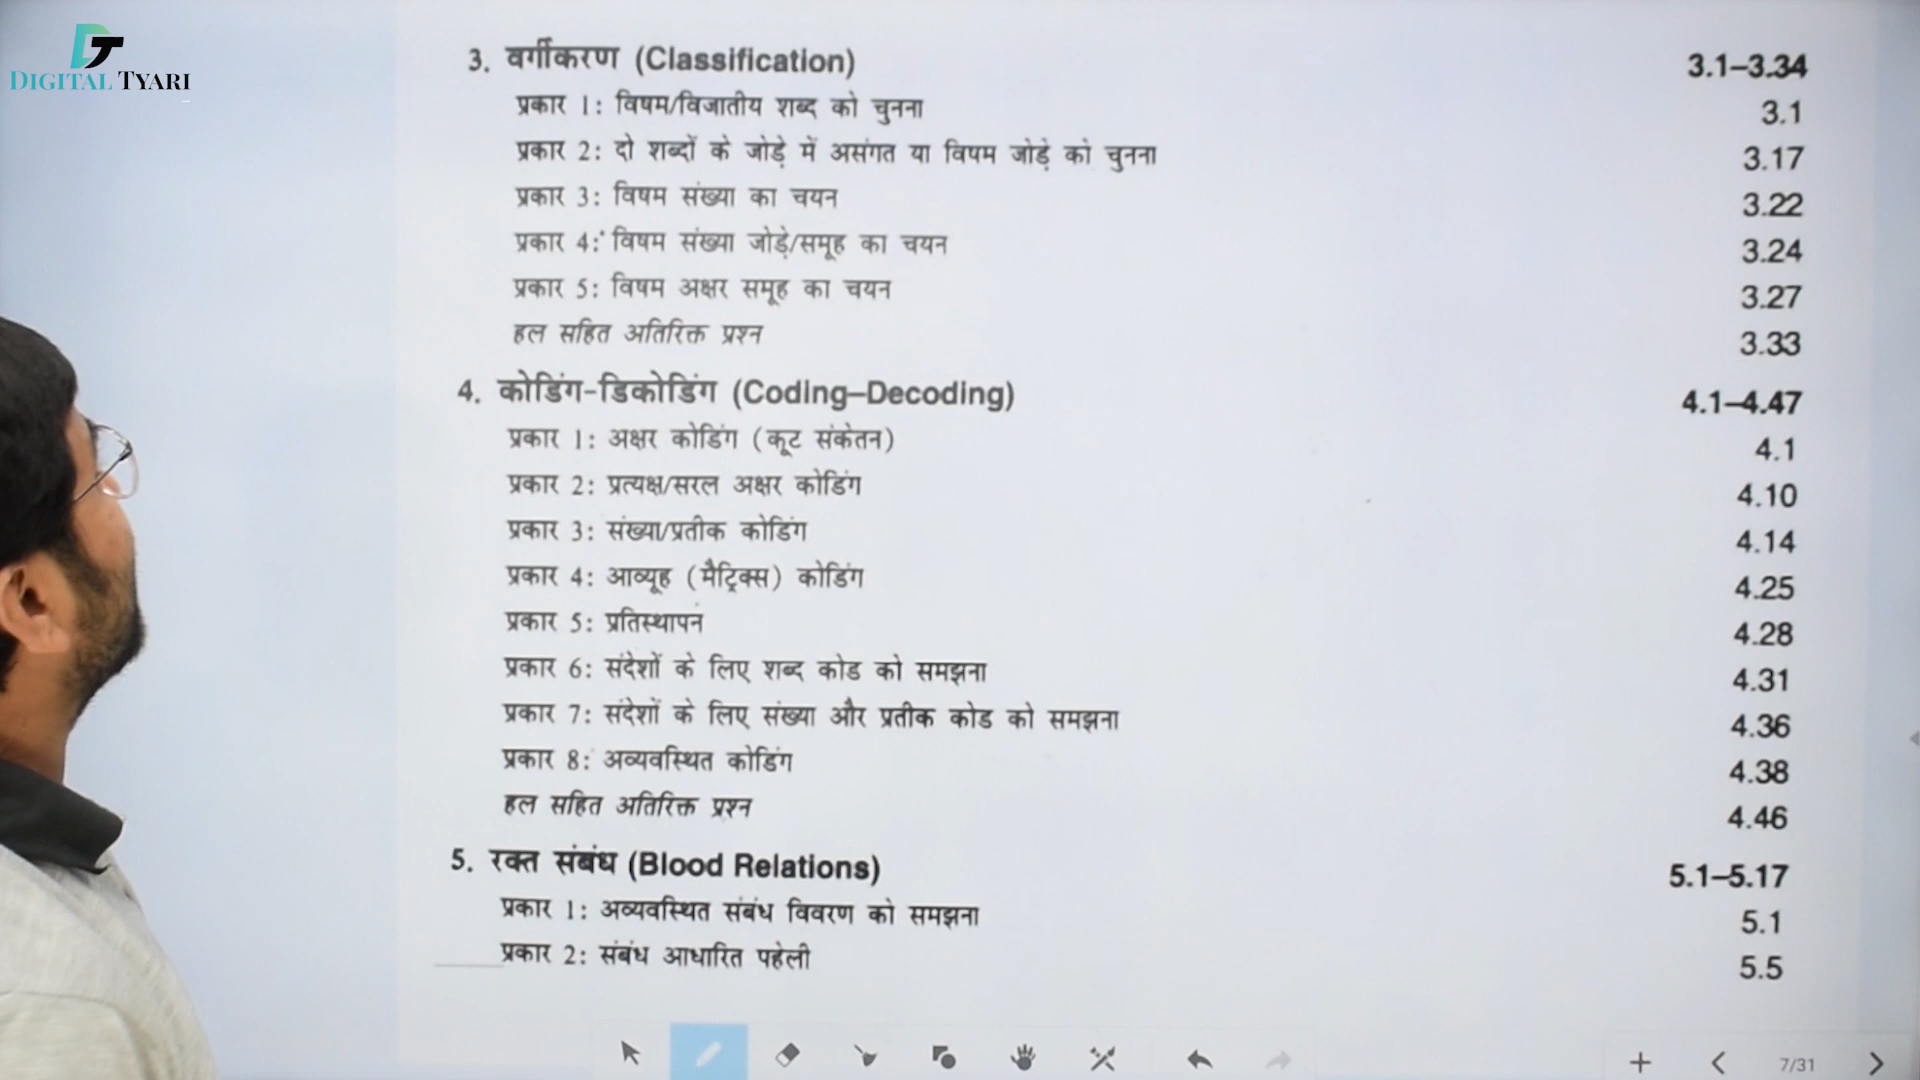 DT
DIGITAL TYARI
3. वर्गीकरण (Classification) 3.1–3.34
प्रकार 1: विषम/विजातीय शब्द को चुनना 3.1
प्रकार 2: दो शब्दों के जोड़े में असंगत या विषम जोड़े को चुनना 3.17
प्रकार 3: विषम संख्या का चयन 3.22
प्रकार 4: विषम संख्या जोड़े/समूह का चयन 3.24
प्रकार 5: विषम अक्षर समूह का चयन 3.27
हल सहित अतिरिक्त प्रश्न 3.33
4. कोडिंग-डिकोडिंग (Coding–Decoding) 4.1–4.47
प्रकार 1: अक्षर कोडिंग (कूट संकेतन) 4.1
प्रकार 2: प्रत्यक्ष/सरल अक्षर कोडिंग 4.10
प्रकार 3: संख्या/प्रतीक कोडिंग 4.14
प्रकार 4: आव्यूह (मैट्रिक्स) कोडिंग 4.25
प्रकार 5: प्रतिस्थापन 4.28
प्रकार 6: संदेशों के लिए शब्द कोड को समझना 4.31
प्रकार 7: संदेशों के लिए संख्या और प्रतीक कोड को समझना 4.36
प्रकार 8: अव्यवस्थित कोडिंग 4.38
हल सहित अतिरिक्त प्रश्न 4.46
5. रक्त संबंध (Blood Relations) 5.1–5.17
प्रकार 1: अव्यवस्थित संबंध विवरण को समझना 5.1
प्रकार 2: संबंध आधारित पहेली 5.5
7/31